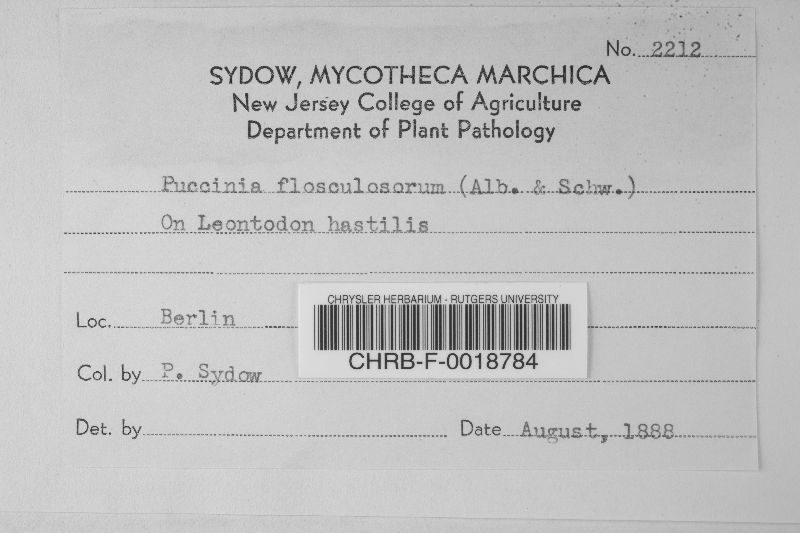 No. 2212
SYDOW, MYCOTHECA MARCHICA
New Jersey College of Agriculture
Department of Plant Pathology
Puccinia flosculosorum (Alb. & Schw.)
On Leontodon hastilis
Loc. Berlin
CHRYSLER HERBARIUM - RUTGERS UNIVERSITY
CHRB-F-0018784
Col. by P. Sydow
Det. by
Date August, 1888